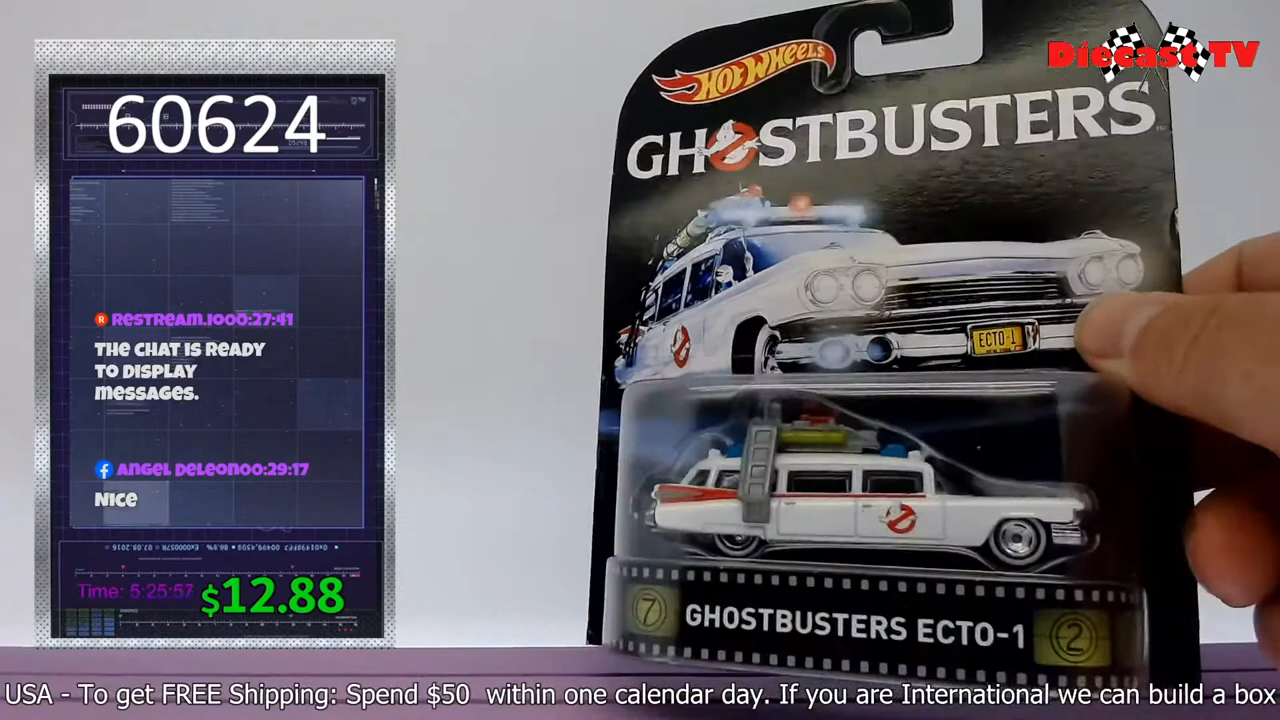 60624
Restream.io00:27:41
THE CHAT IS READY
TO DISPLAY
MESSAGES.
Angel Deleon00:29:17
NICE
Time: 5:25:57
$12.88
Diecast TV
HOT WHEELS
GHOSTBUSTERS
ECTO-1
7
GHOSTBUSTERS ECTO-1
2
USA - To get FREE Shipping: Spend $50 within one calendar day. If you are International we can build a box